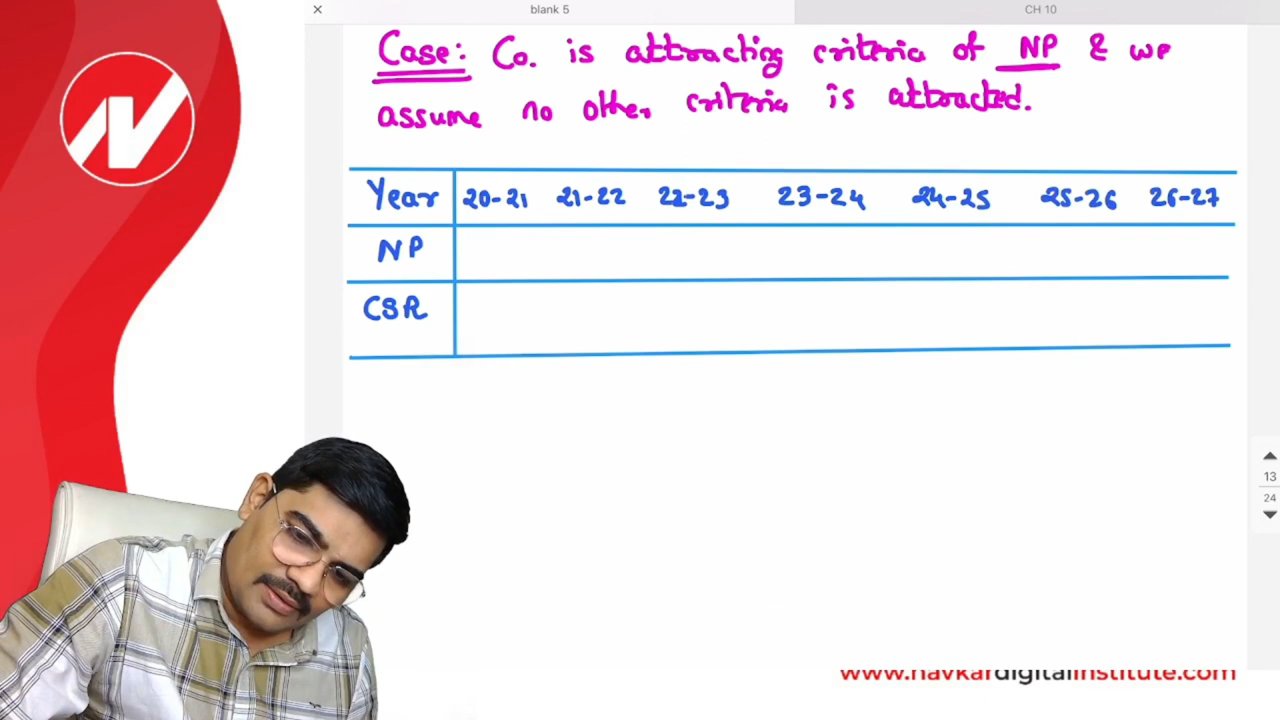 blank 5
CH 10
Case: Co. is attracting criteria of NP & we
assume no other criteria is attracted.
Year 20-21 21-22 22-23 23-24 24-25 25-26 26-27
NP
CSR
13
24
www.navkardigitalinstitute.com